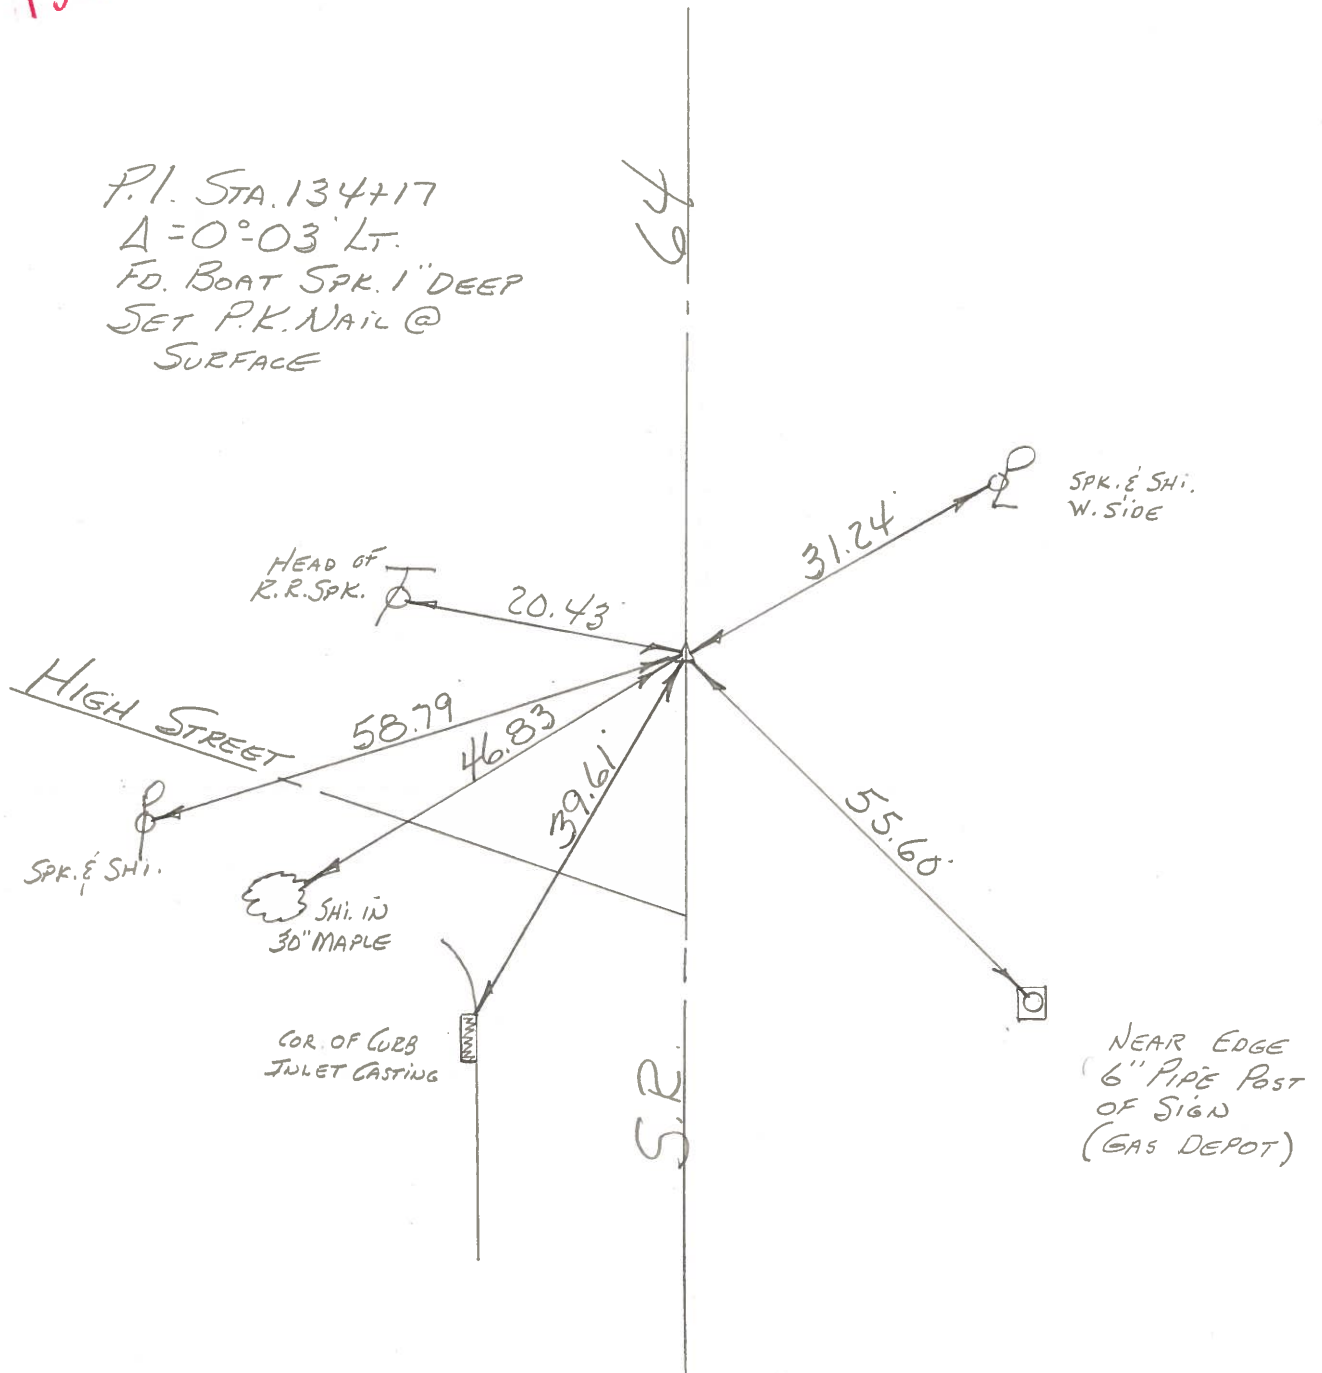 P.I. STA. 134+17
Δ = 0°-03' LT.
FD. BOAT SPK. 1" DEEP
SET P.K. NAIL @
SURFACE
64
SPK. & SHI.
W. SIDE
31.24'
HEAD OF
R.R. SPK.
20.43'
HIGH STREET
58.79
46.83
39.61'
55.60'
SPK. & SHI.
SHI. IN
30" MAPLE
COR. OF CURB
INLET CASTING
S.R.
NEAR EDGE
6" PIPE POST
OF SIGN
(GAS DEPOT)